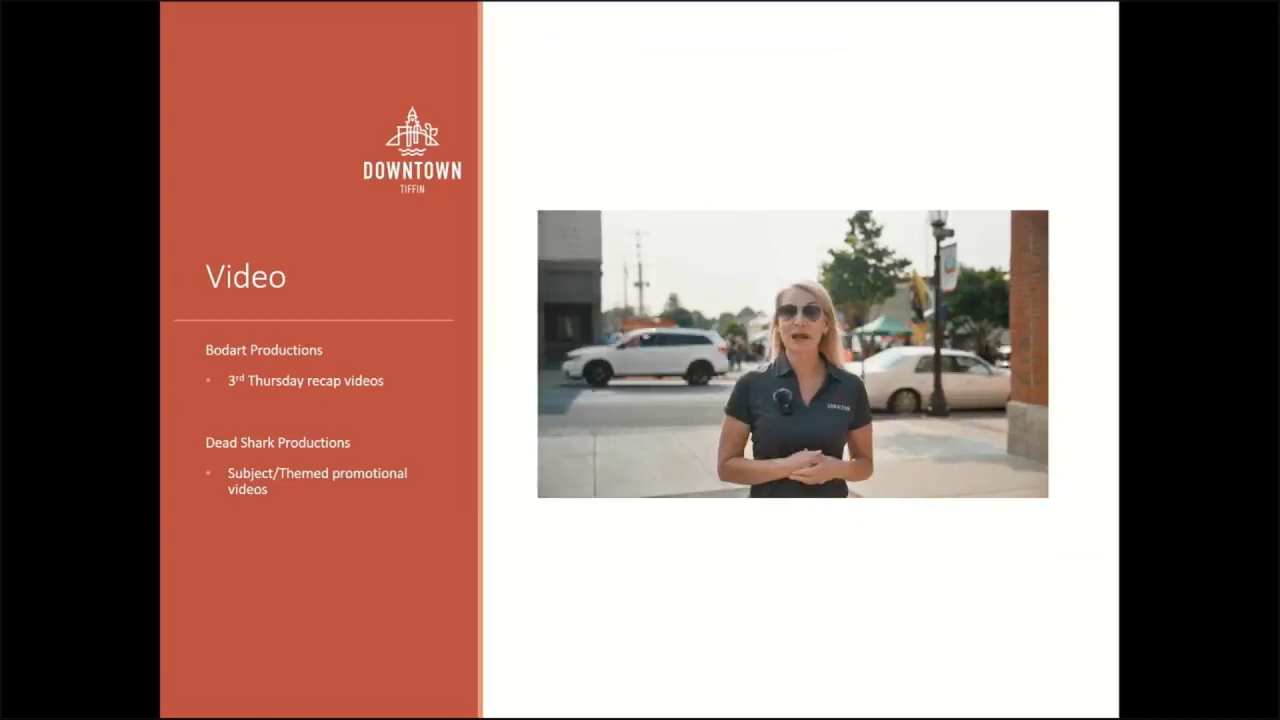 DOWNTOWN
TIFFIN
Video
Bodart Productions
• 3rd Thursday recap videos
Dead Shark Productions
• Subject/Themed promotional
videos